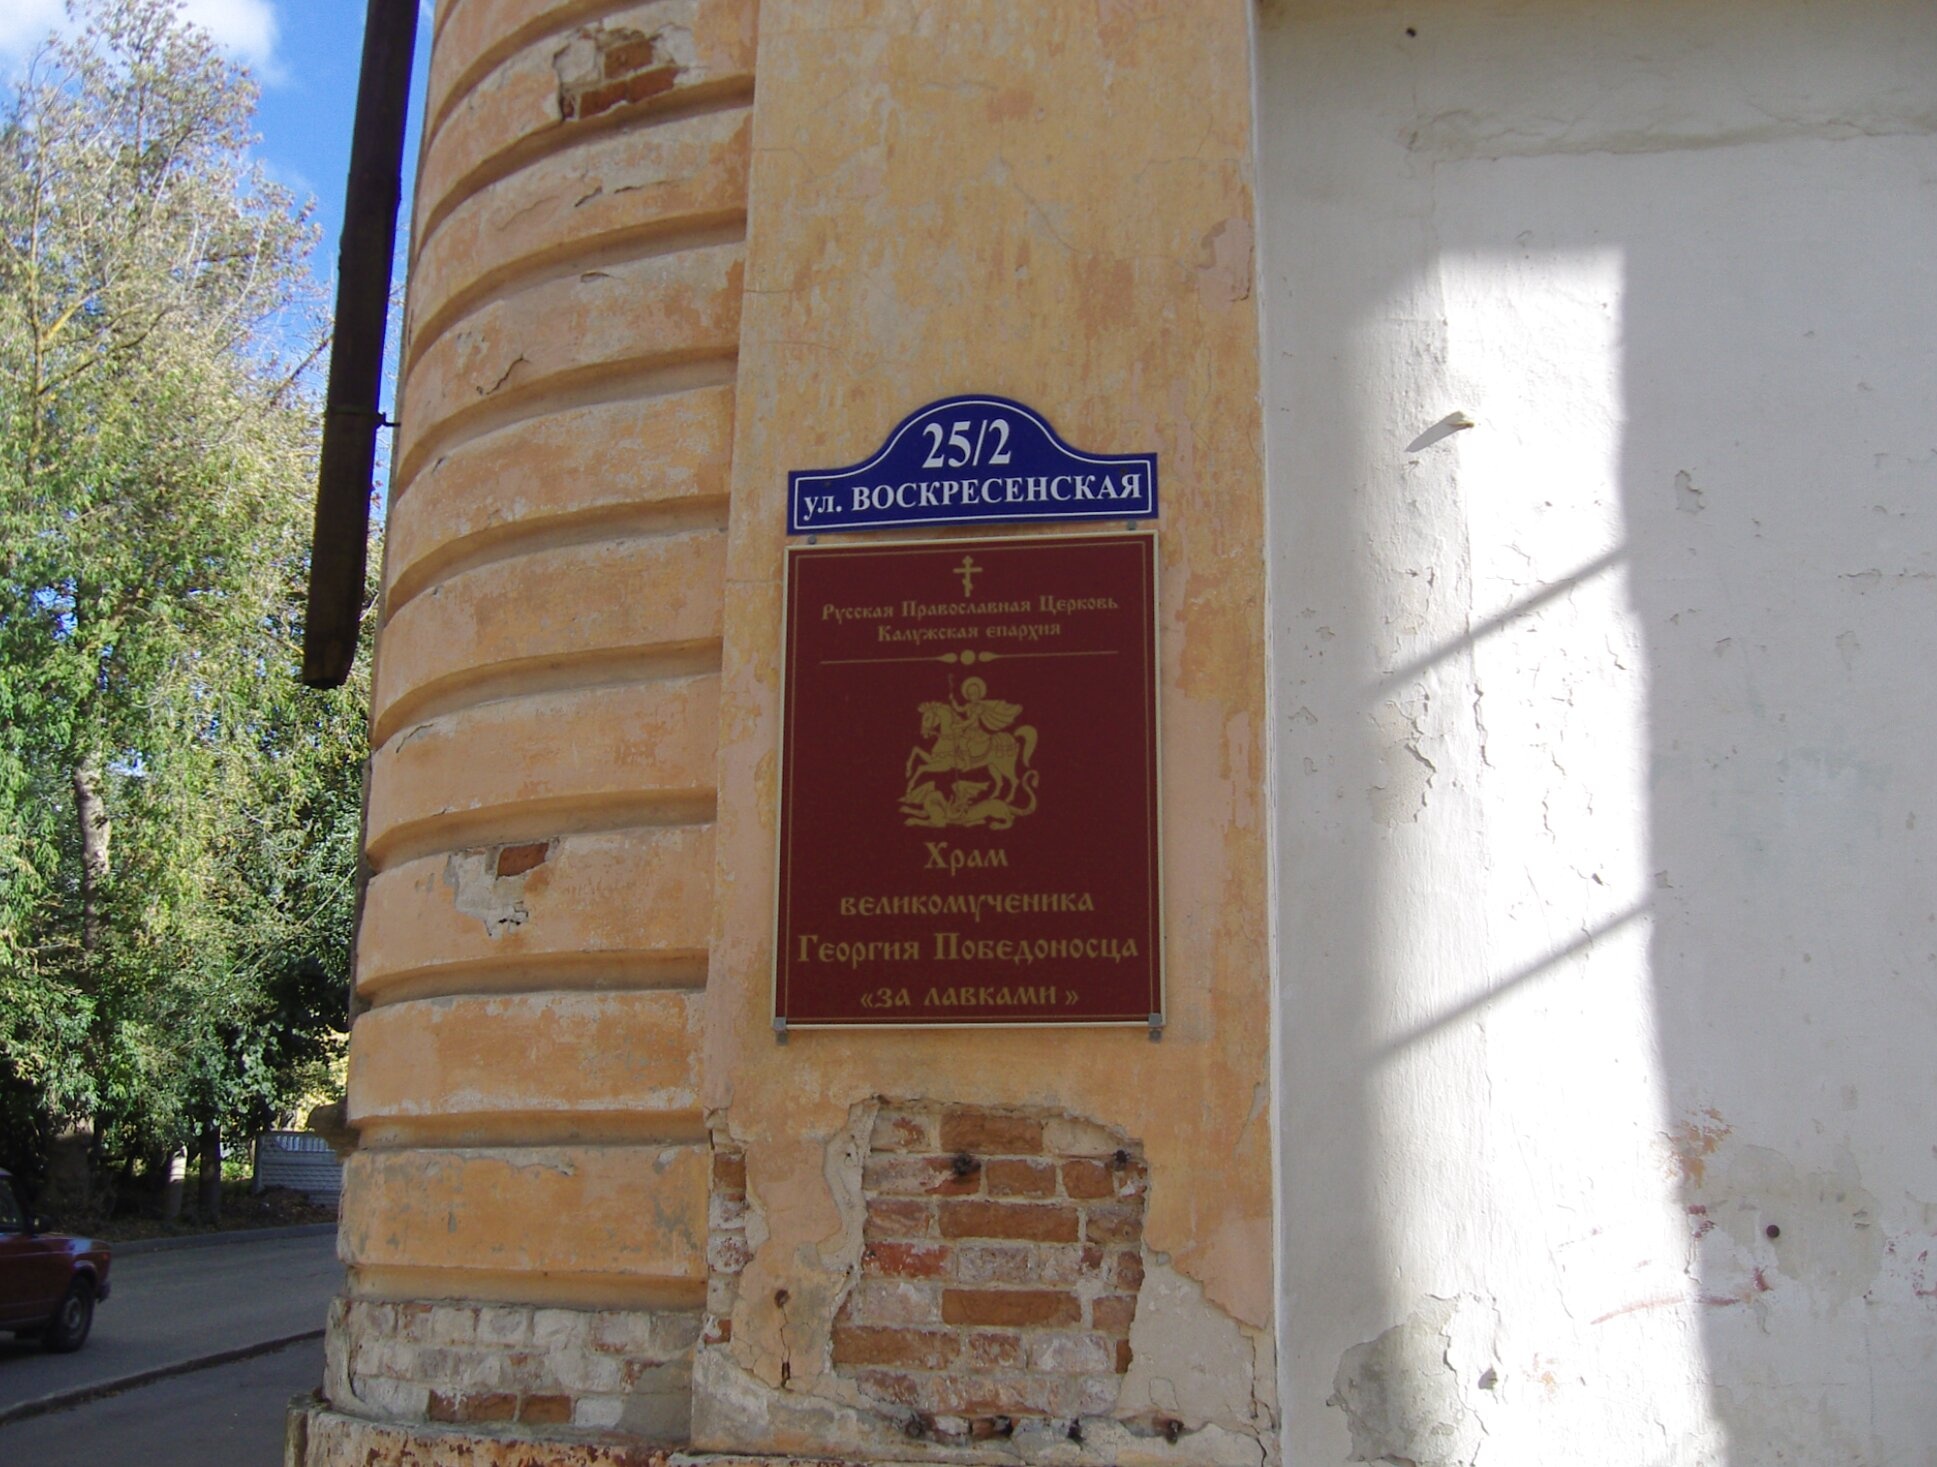 25/2
ул. ВОСКРЕСЕНСКАЯ
Русская Православная Церковь
Калужская епархия
Храм
великомученика
Георгия Победоносца
«за лавками»